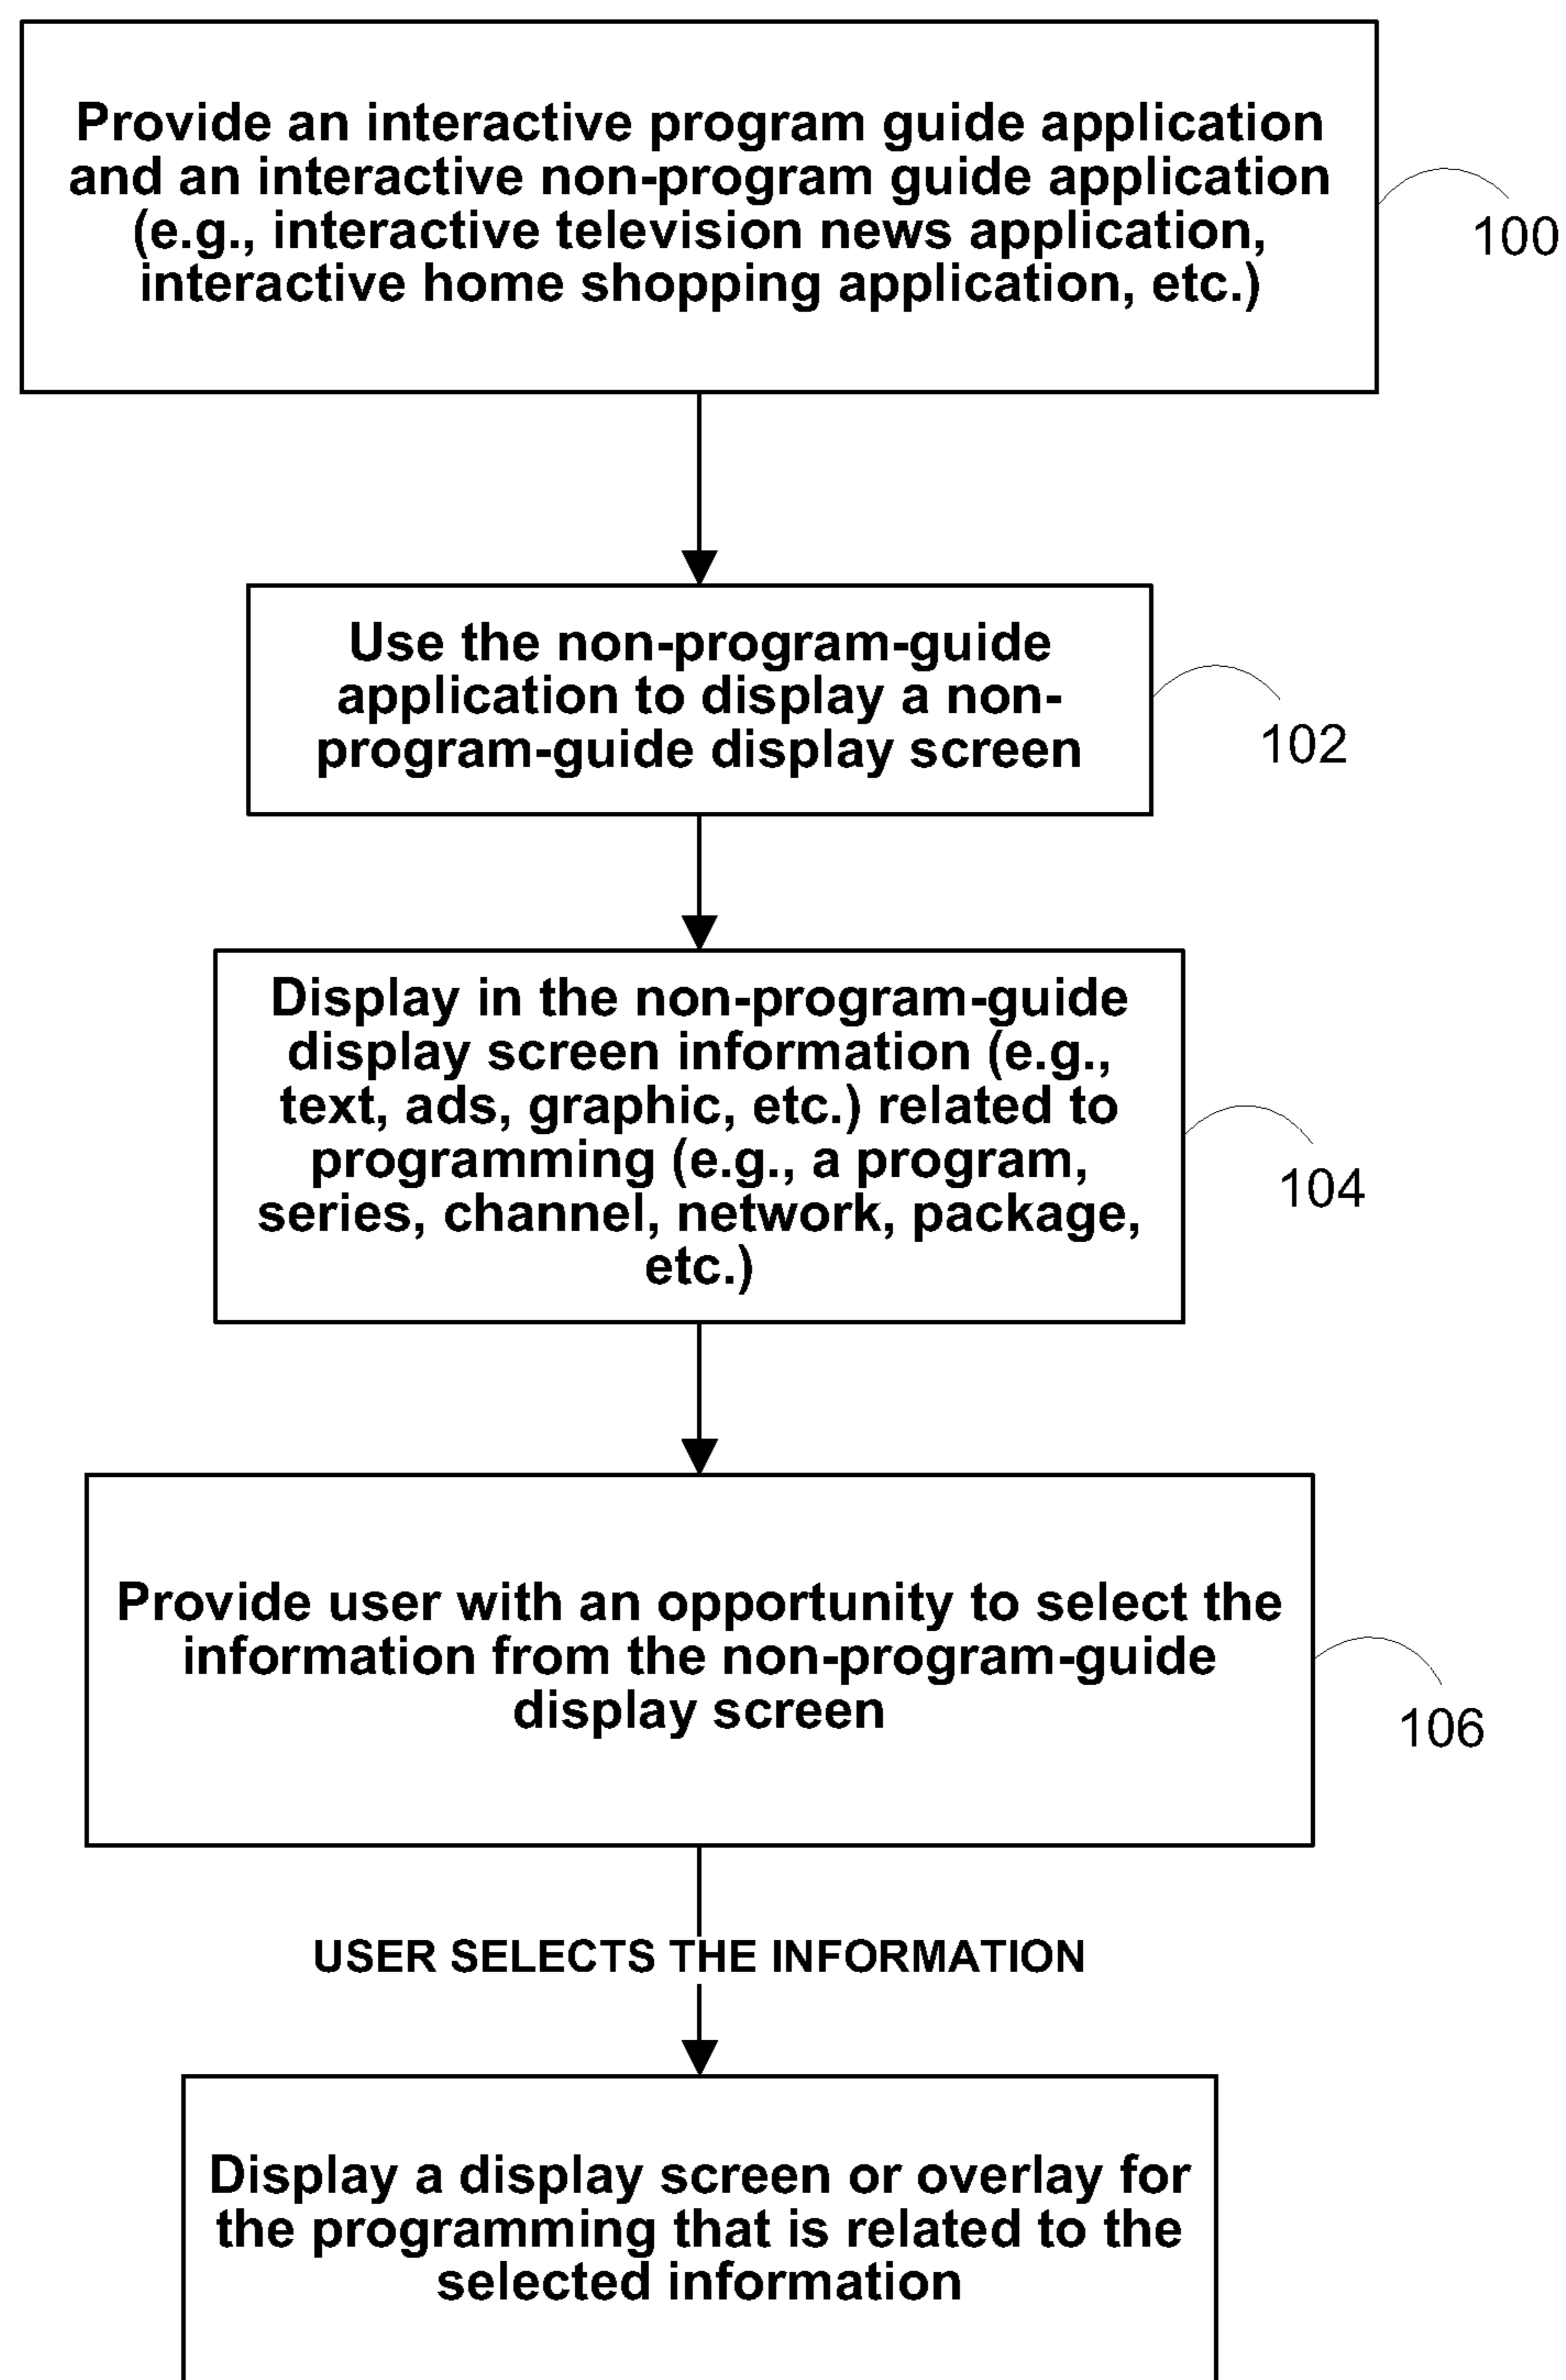 Provide an interactive program guide application
and an interactive non-program guide application
(e.g., interactive television news application,
interactive home shopping application, etc.)
100
Use the non-program-guide
application to display a non-
program-guide display screen
102
Display in the non-program-guide
display screen information (e.g.,
text, ads, graphic, etc.) related to
programming (e.g., a program,
series, channel, network, package,
etc.)
104
Provide user with an opportunity to select the
information from the non-program-guide
display screen
106
USER SELECTS THE INFORMATION
Display a display screen or overlay for
the programming that is related to the
selected information